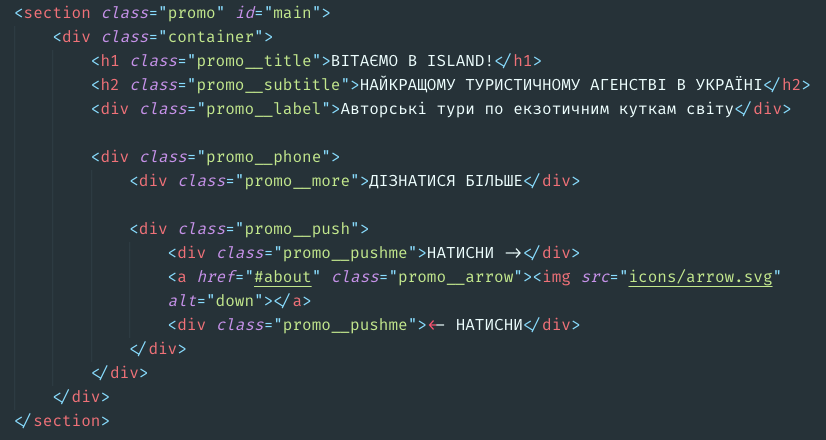 <section class="promo" id="main">
    <div class="container">
        <h1 class="promo__title">ВІТАЄМО В ISLAND!</h1>
        <h2 class="promo__subtitle">НАЙКРАЩОМУ ТУРИСТИЧНОМУ АГЕНСТВІ В УКРАЇНІ</h2>
        <div class="promo__label">Авторські тури по екзотичним куткам світу</div>

        <div class="promo__phone">
            <div class="promo__more">ДІЗНАТИСЯ БІЛЬШЕ</div>

            <div class="promo__push">
                <div class="promo__pushme">НАТИСНИ -></div>
                <a href="#about" class="promo__arrow"><img src="icons/arrow.svg"
                alt="down"></a>
                <div class="promo__pushme"><- НАТИСНИ</div>
            </div>
        </div>
    </div>
</section>